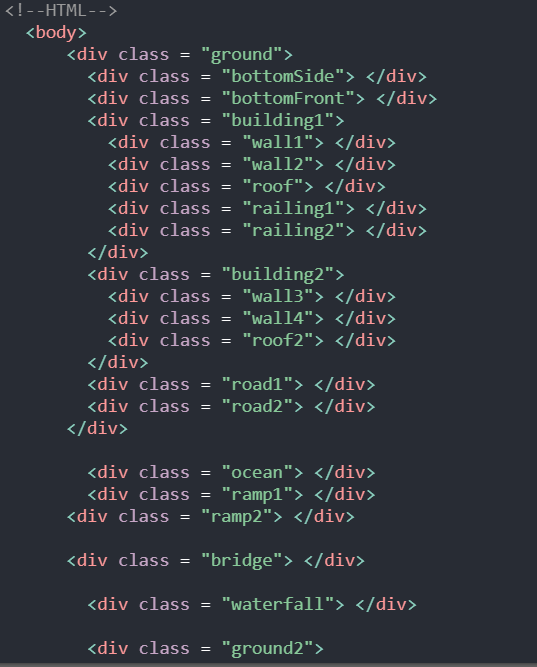 <!--HTML-->
<body>
<div class = "ground">
<div class = "bottomSide"> </div>
<div class = "bottomFront"> </div>
<div class = "building1">
<div class = "wall1"> </div>
<div class = "wall2"> </div>
<div class = "roof"> </div>
<div class = "railing1"> </div>
<div class = "railing2"> </div>
</div>
<div class = "building2">
<div class = "wall3"> </div>
<div class = "wall4"> </div>
<div class = "roof2"> </div>
</div>
<div class = "road1"> </div>
<div class = "road2"> </div>
</div>
<div class = "ocean"> </div>
<div class = "ramp1"> </div>
<div class = "ramp2"> </div>
<div class = "bridge"> </div>
<div class = "waterfall"> </div>
<div class = "ground2">